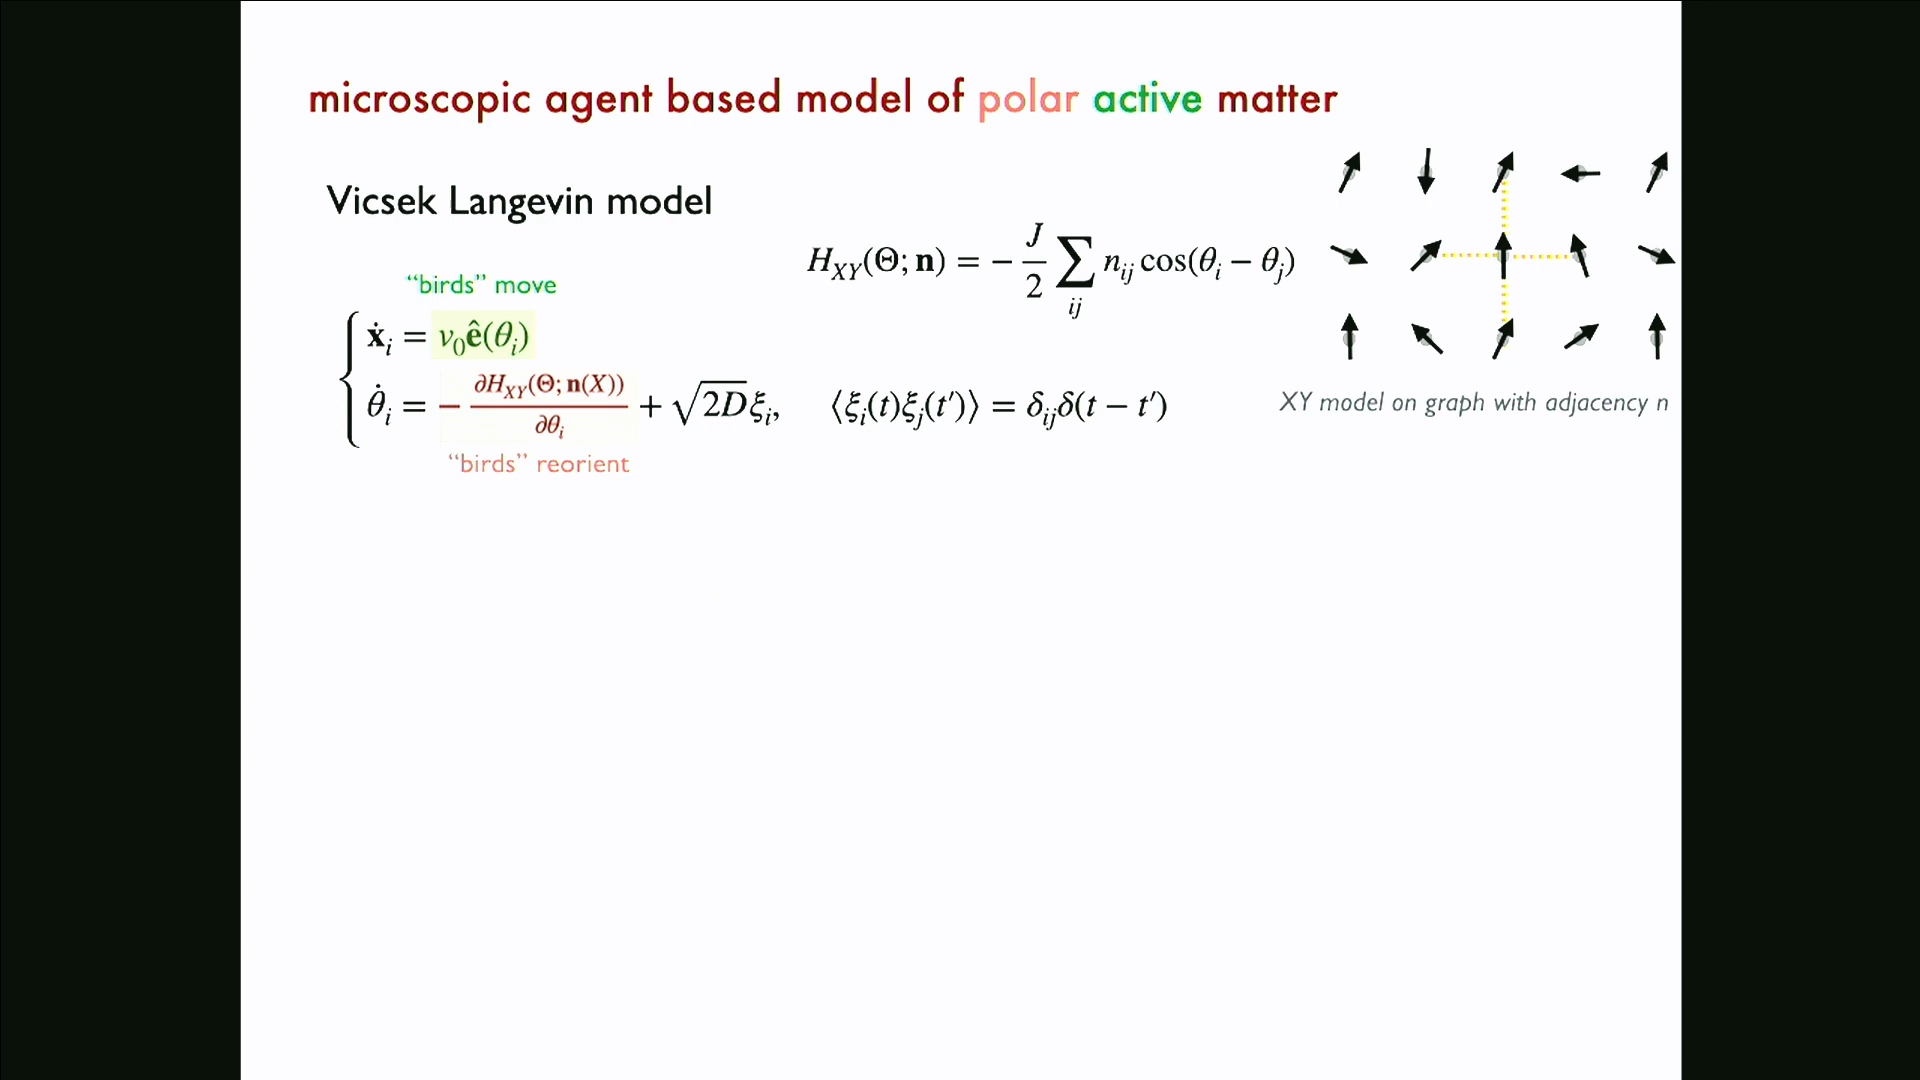 microscopic agent based model of polar active matter
Vicsek Langevin model
H_{XY}(Θ; n) = − J/2 ∑_{ij} n_{ij} cos(θ_i − θ_j)
“birds” move
ẋ_i = v_0 ê(θ_i)
θ̇_i = − ∂H_{XY}(Θ; n(X)) / ∂θ_i + √2D ξ_i, ⟨ξ_i(t)ξ_j(t′)⟩ = δ_{ij}δ(t − t′)
XY model on graph with adjacency n
“birds” reorient